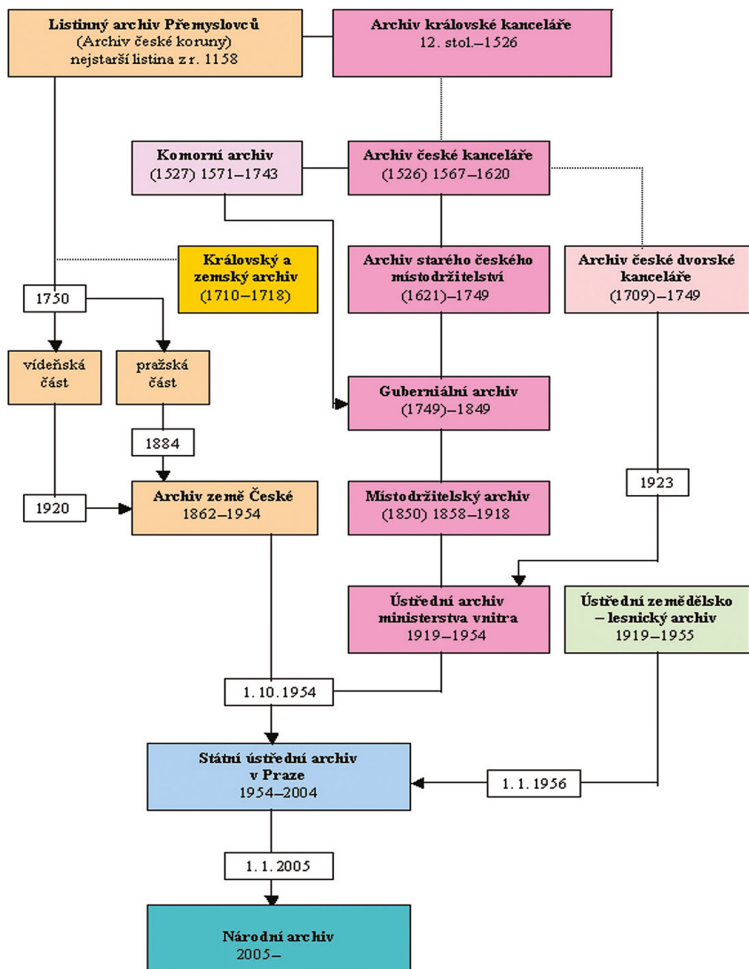 Listinný archiv Přemyslovců
(Archiv české koruny)
nejstarší listina z r. 1158
Archiv královské kanceláře
12. stol.–1526
Komorní archiv
(1527) 1571–1743
Archiv české kanceláře
(1526) 1567–1620
Královský a
zemský archiv
(1710–1718)
Archiv starého českého
místodržitelství
(1621)–1749
Archiv české dvorské
kanceláře
(1709)–1749
1750
vídeňská
část
pražská
část
Guberniální archiv
(1749)–1849
1884
1920
Archiv země České
1862–1954
Místodržitelský archiv
(1850) 1858–1918
1923
Ústřední archiv
ministerstva vnitra
1919–1954
Ústřední zemědělsko
– lesnický archiv
1919–1955
1.10.1954
Státní ústřední archiv
v Praze
1954–2004
1.1.1956
1.1.2005
Národní archiv
2005–